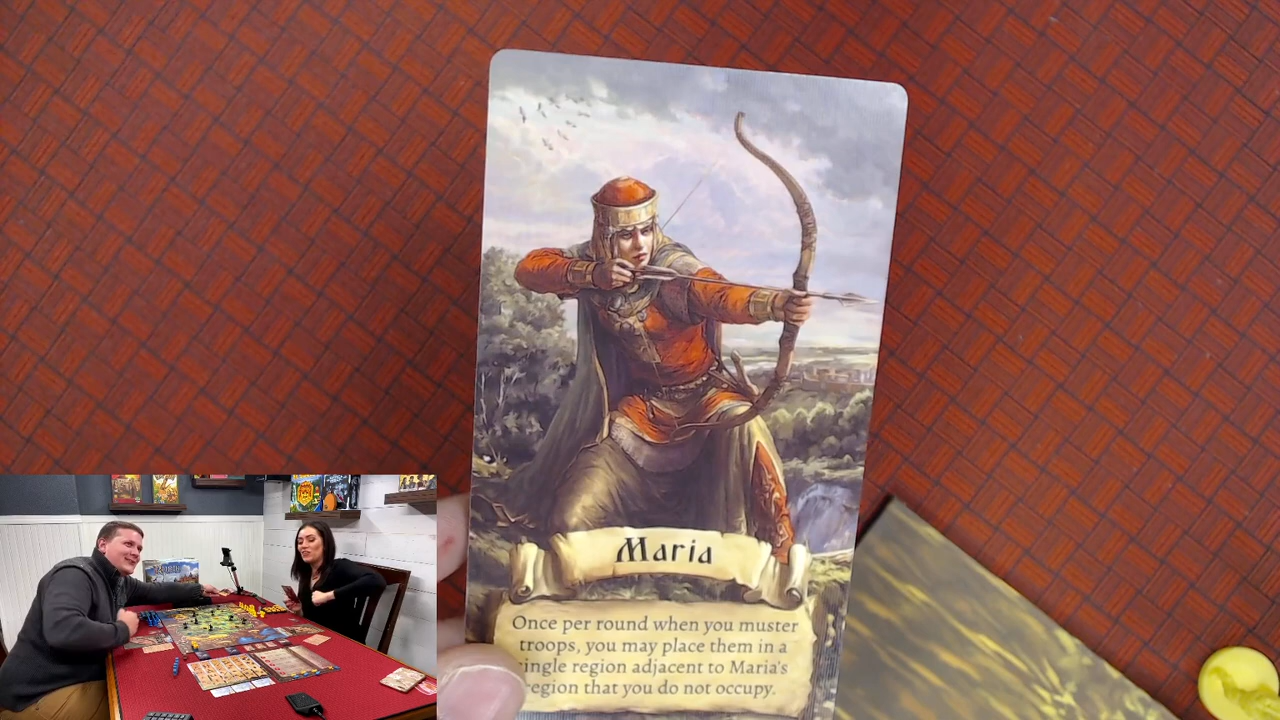 Maria
Once per round when you muster
troops, you may place them in a
single region adjacent to Maria's
region that you do not occupy.